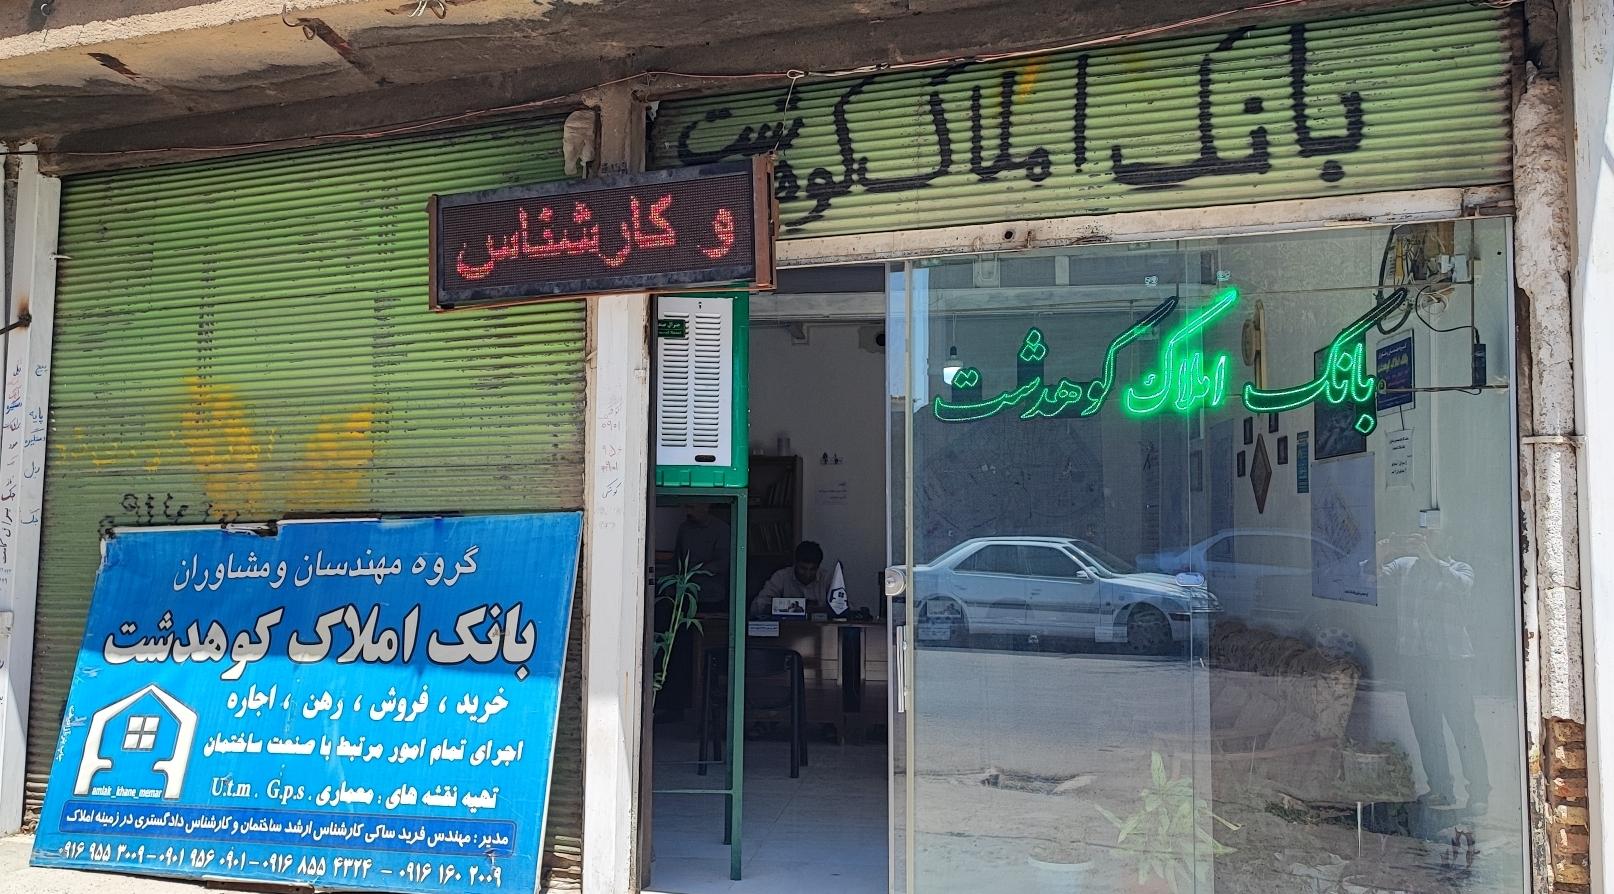 بانک املاک کوهدشت
و کارشناس
بانک املاک کوهدشت
گروه مهندسان ومشاوران
بانک املاک کوهدشت
خرید ، فروش ، رهن ، اجاره
اجرای تمام امور مرتبط با صنعت ساختمان
تهیه نقشه های : معماری . U.t.m . G.p.s
amlak_khane_memar
مدیر : مهندس فرید ساکی کارشناس ارشد ساختمان و کارشناس دادگستری در زمینه املاک
۰۹۱۶ ۹۵۵ ۳۰۰۹ - ۰۹۰۱ ۹۵۶ ۰۹۰۱ - ۰۹۱۶ ۸۵۵ ۴۳۲۴ - ۰۹۱۶ ۱۶۰ ۲۰۰۹